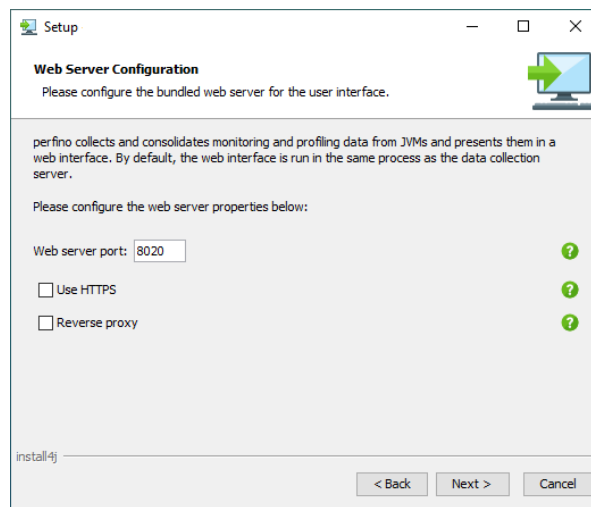 Setup
Web Server Configuration
Please configure the bundled web server for the user interface.
perfino collects and consolidates monitoring and profiling data from JVMs and presents them in a
web interface. By default, the web interface is run in the same process as the data collection
server.
Please configure the web server properties below:
Web server port: 8020
Use HTTPS
Reverse proxy
install4j
< Back Next > Cancel